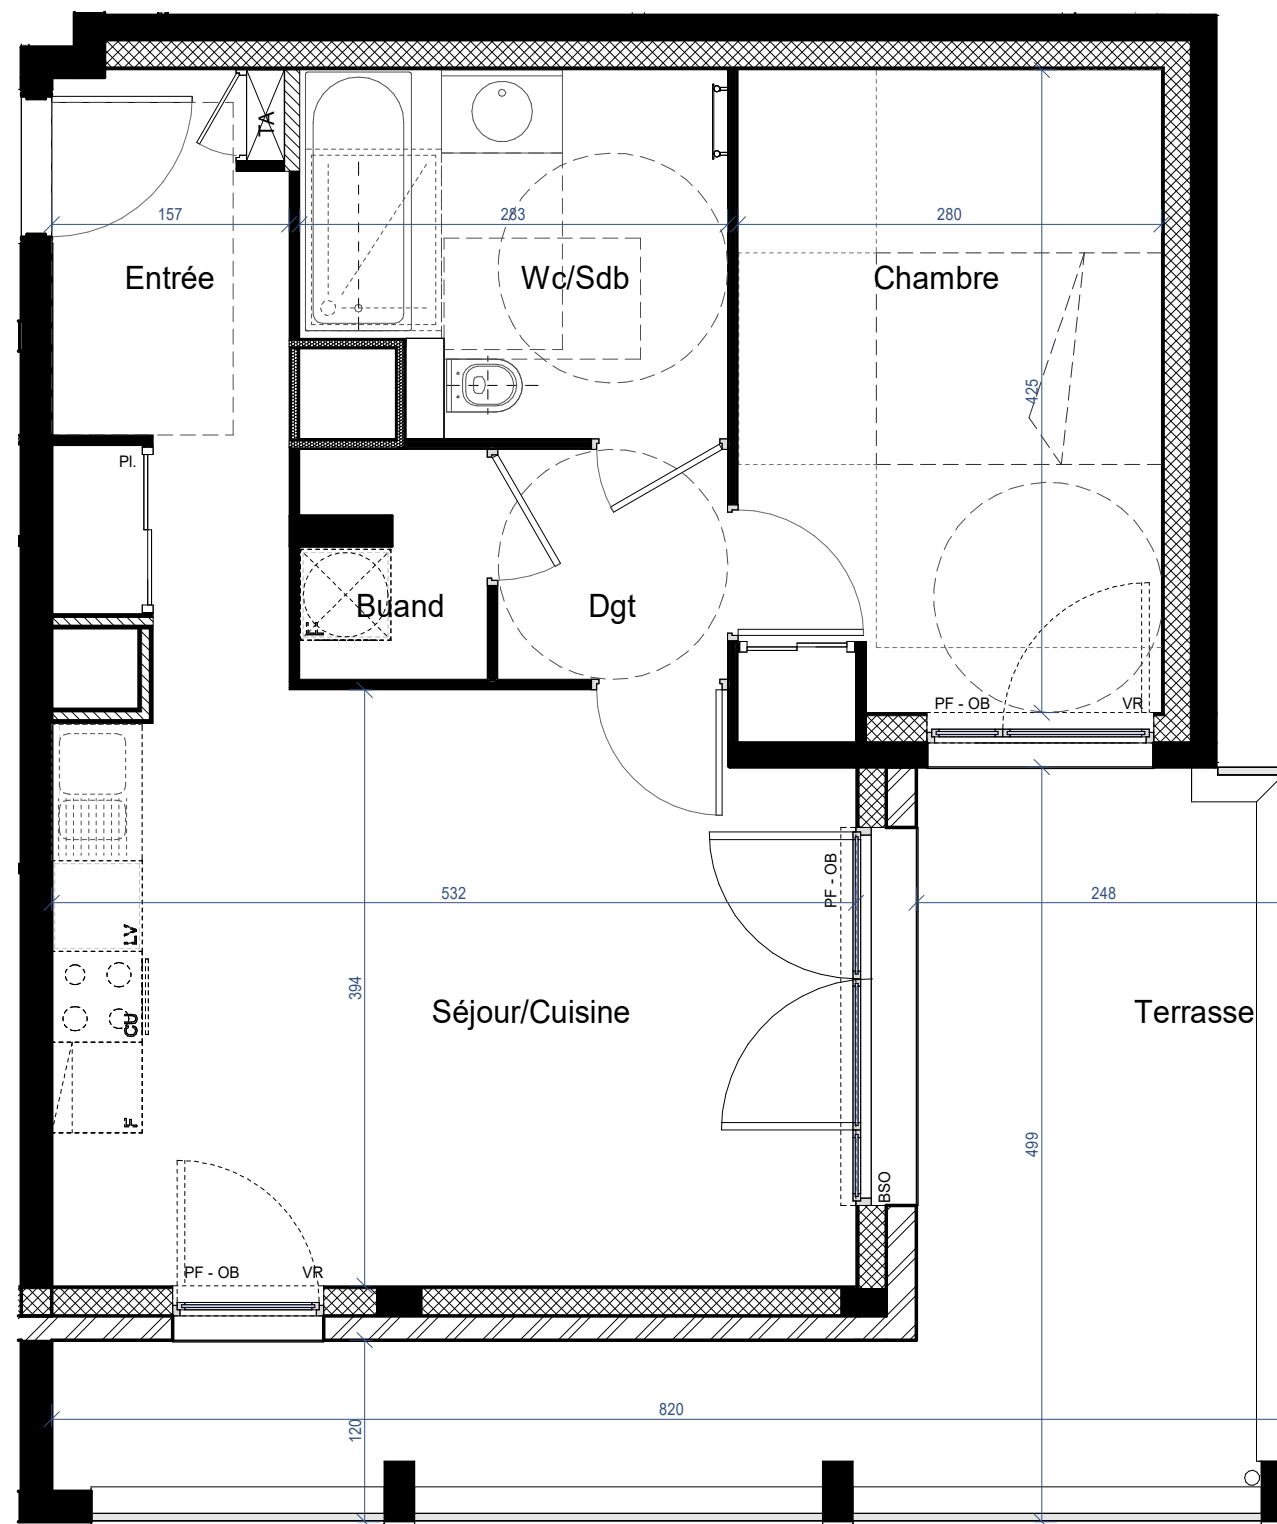 TA
157
283
280
Entrée
Wc/Sdb
Chambre
425
Pl.
Buand
Dgt
LL
PF - OB
VR
PF - OB
532
248
LV
394
CU
Séjour/Cuisine
Terrasse
F
499
BSO
PF - OB
VR
820
120